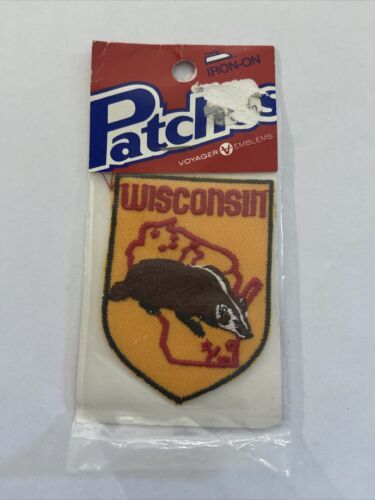 IRON-ON
Patches
VOYAGER EMBLEMS
WISCONSIN